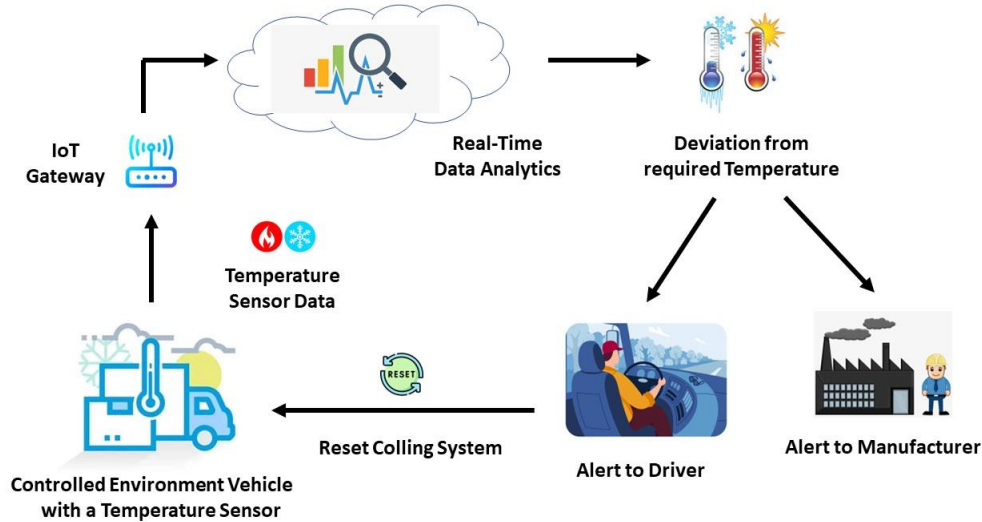 Real-Time
Data Analytics
Deviation from
required Temperature
IoT
Gateway
Temperature
Sensor Data
RESET
Reset Colling System
Alert to Driver
Alert to Manufacturer
Controlled Environment Vehicle
with a Temperature Sensor